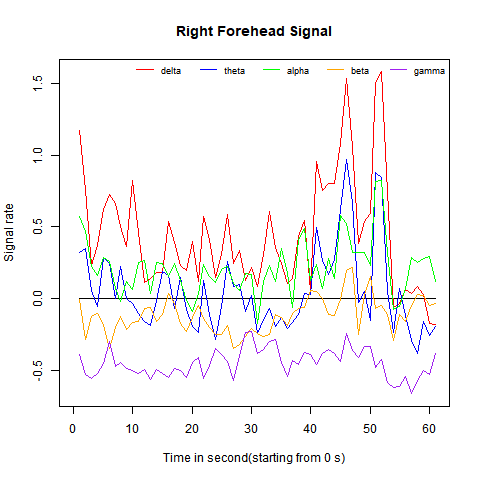 Right Forehead Signal
delta theta alpha beta gamma
Signal rate
1.5
1.0
0.5
0.0
-0.5
0 10 20 30 40 50 60
Time in second(starting from 0 s)